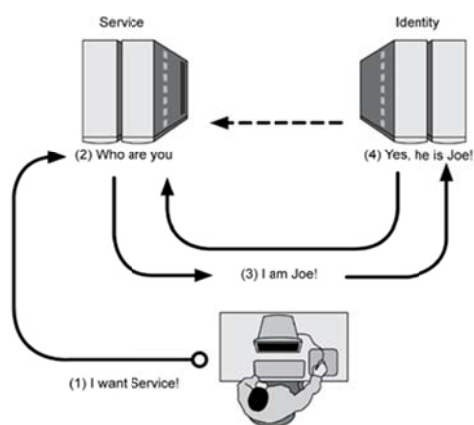 Service
Identity
(2) Who are you
(4) Yes, he is Joe!
(3) I am Joe!
(1) I want Service!